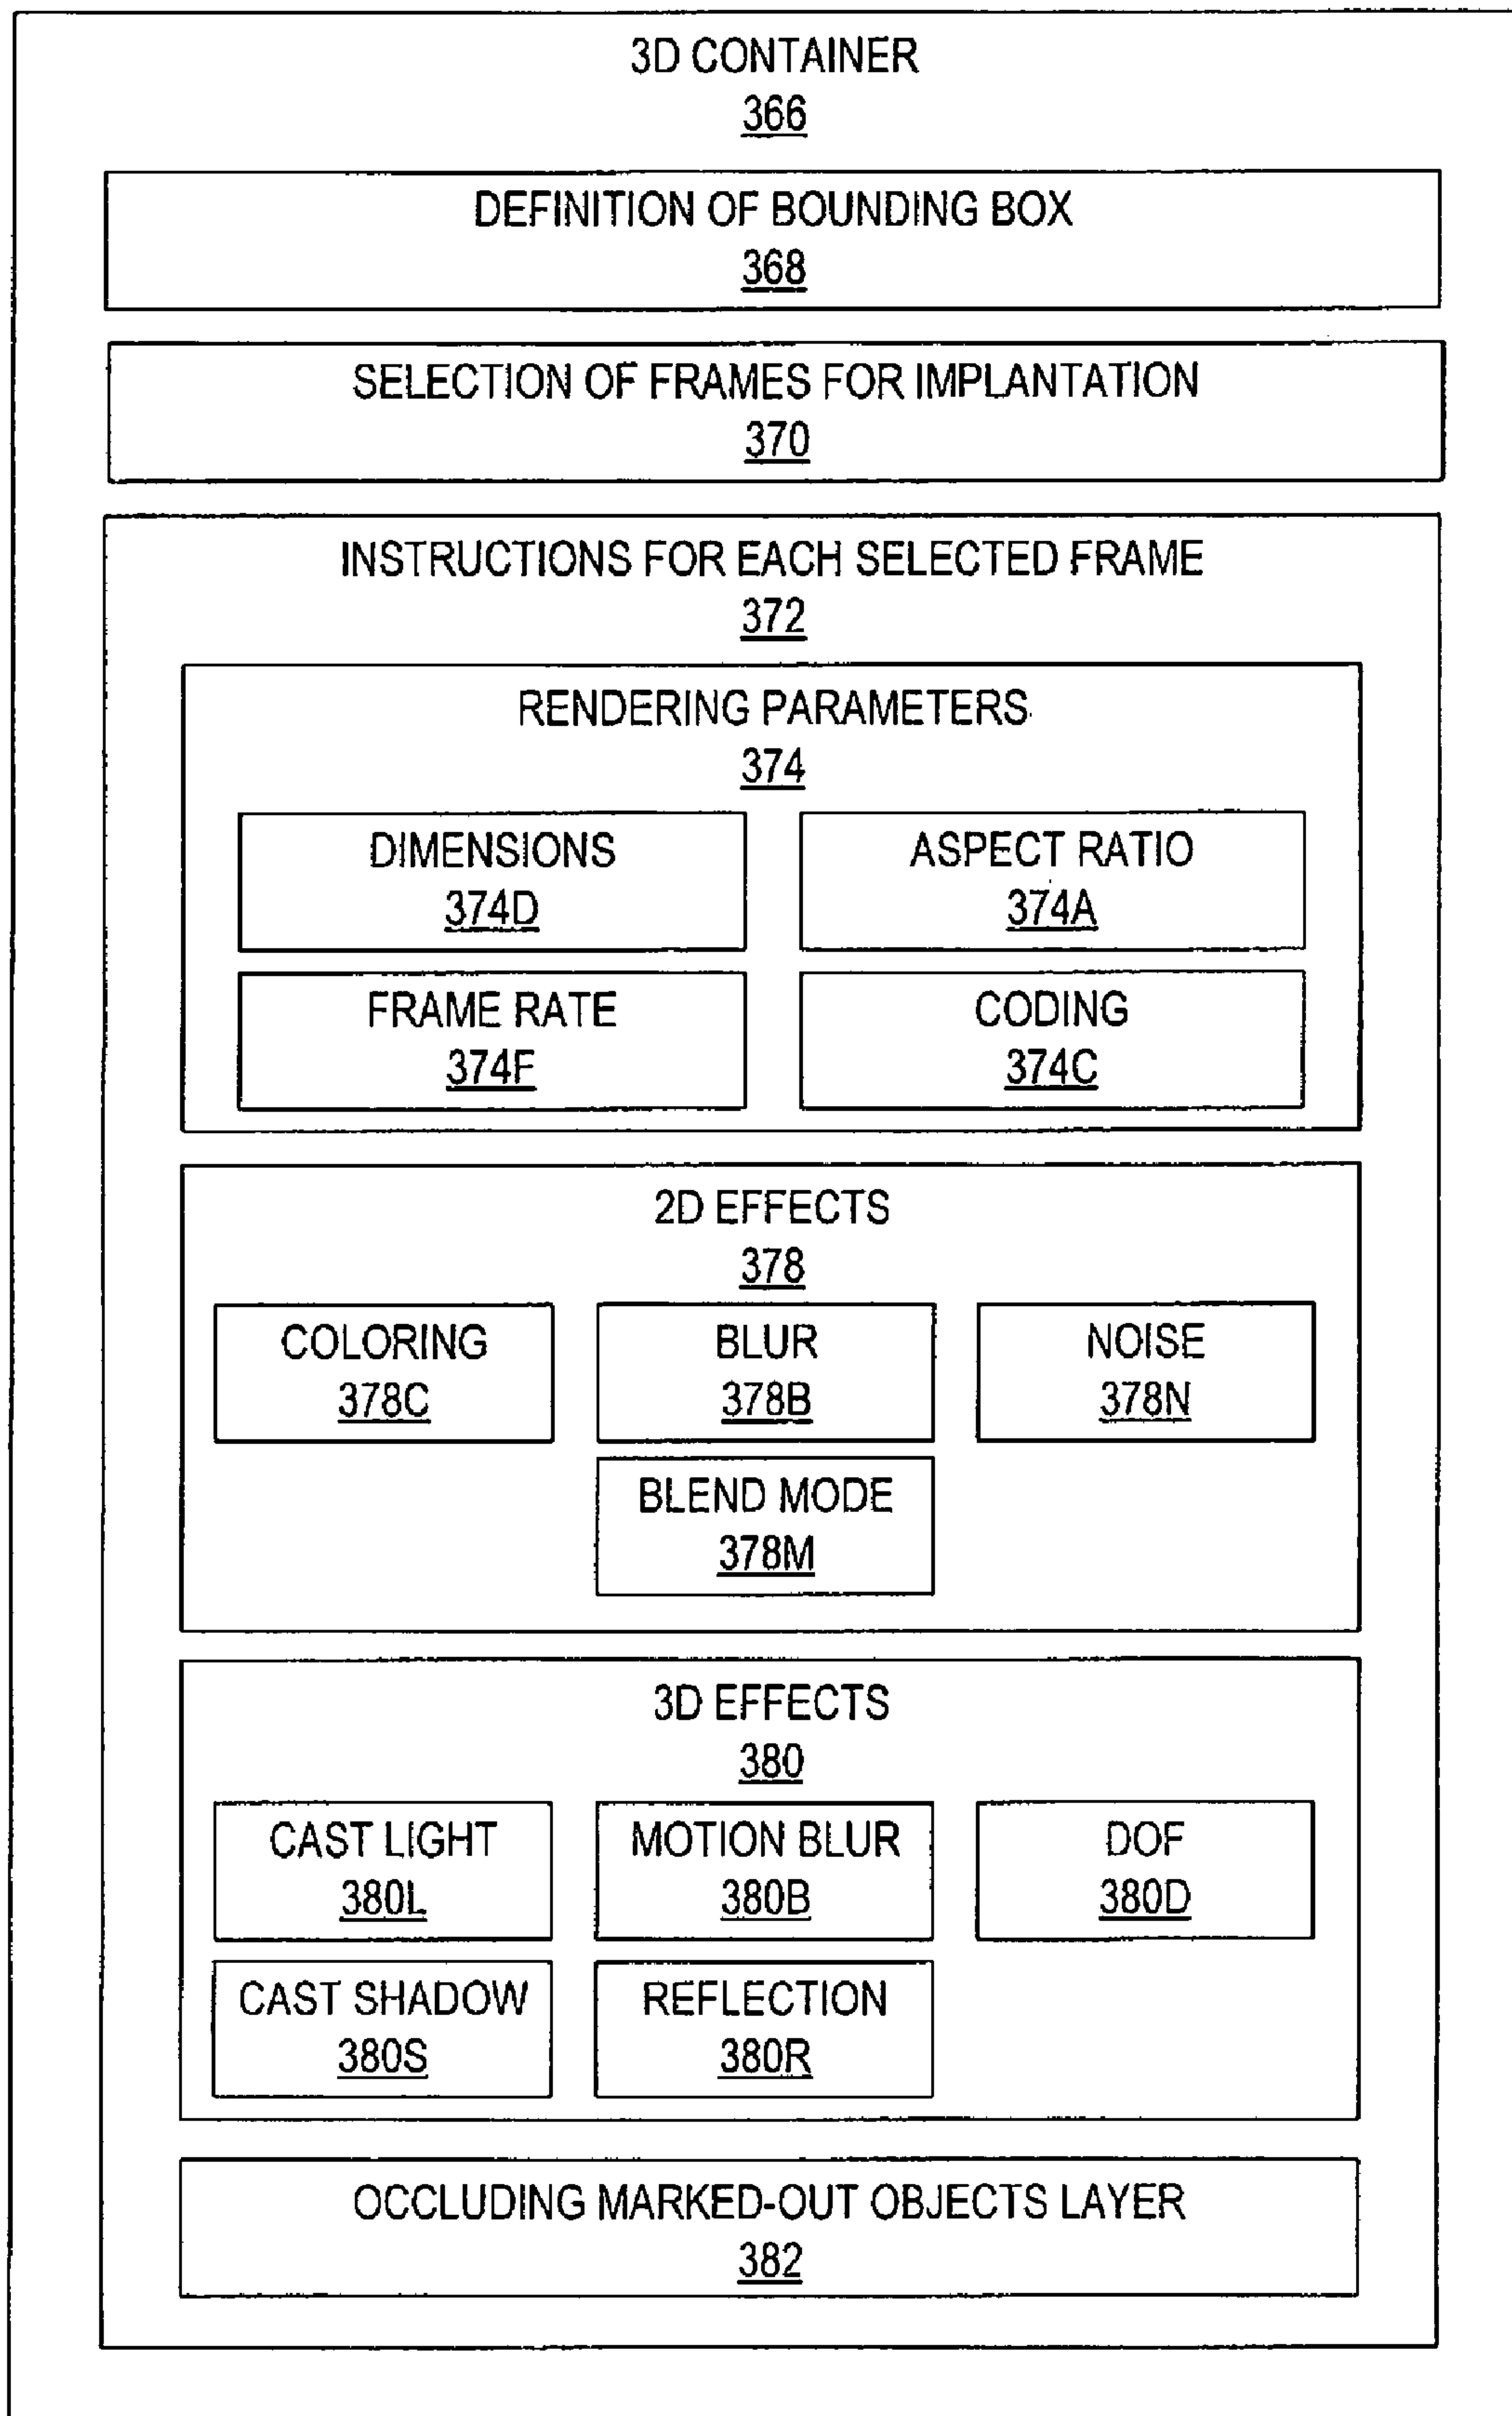 3D CONTAINER
366
DEFINITION OF BOUNDING BOX
368
SELECTION OF FRAMES FOR IMPLANTATION
370
INSTRUCTIONS FOR EACH SELECTED FRAME
372
RENDERING PARAMETERS
374
DIMENSIONS
374D
ASPECT RATIO
374A
FRAME RATE
374F
CODING
374C
2D EFFECTS
378
COLORING
378C
BLUR
378B
NOISE
378N
BLEND MODE
378M
3D EFFECTS
380
CAST LIGHT
380L
MOTION BLUR
380B
DOF
380D
CAST SHADOW
380S
REFLECTION
380R
OCCLUDING MARKED-OUT OBJECTS LAYER
382